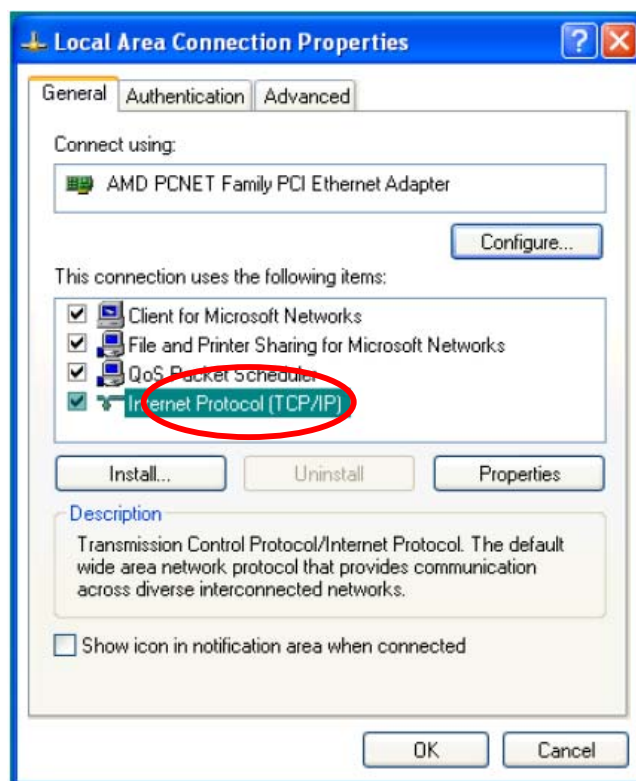 Local Area Connection Properties
General Authentication Advanced
Connect using:
AMD PCNET Family PCI Ethernet Adapter
Configure...
This connection uses the following items:
Client for Microsoft Networks
File and Printer Sharing for Microsoft Networks
QoS Packet Scheduler
Internet Protocol (TCP/IP)
Install... Uninstall Properties
Description
Transmission Control Protocol/Internet Protocol. The default
wide area network protocol that provides communication
across diverse interconnected networks.
Show icon in notification area when connected
OK Cancel